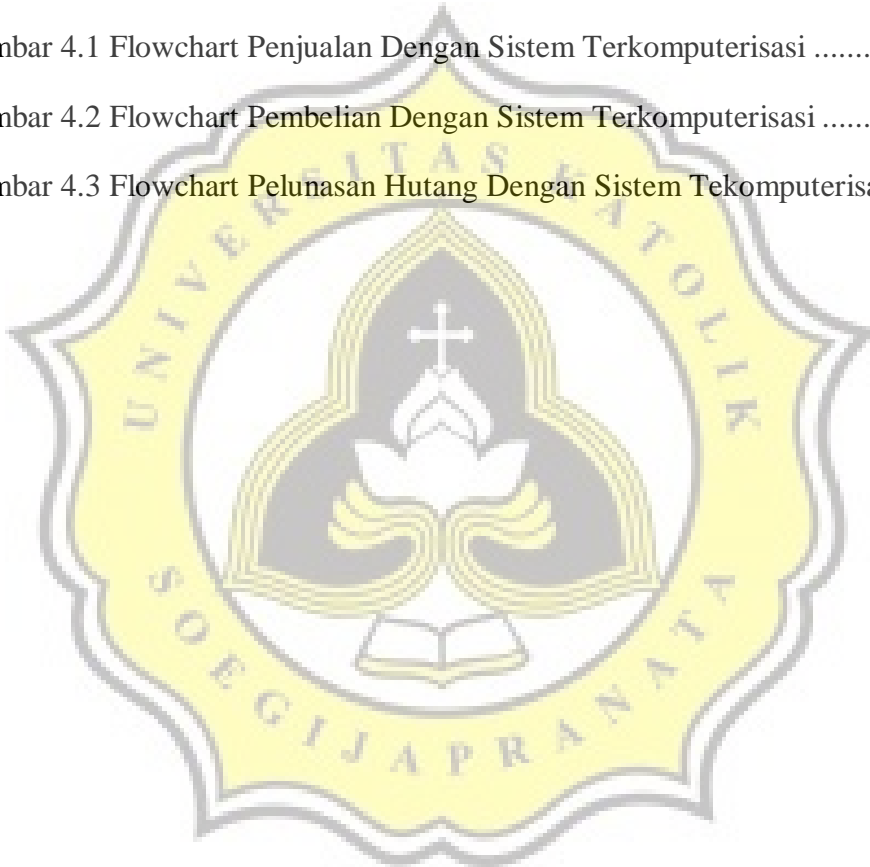 mbar 4.1 Flowchart Penjualan Dengan Sistem Terkomputerisasi .......
mbar 4.2 Flowchart Pembelian Dengan Sistem Terkomputerisasi ......
mbar 4.3 Flowchart Pelunasan Hutang Dengan Sistem Tekomputerisa
UNIVERSITAS KATOLIK
SOEGIJAPRANATA